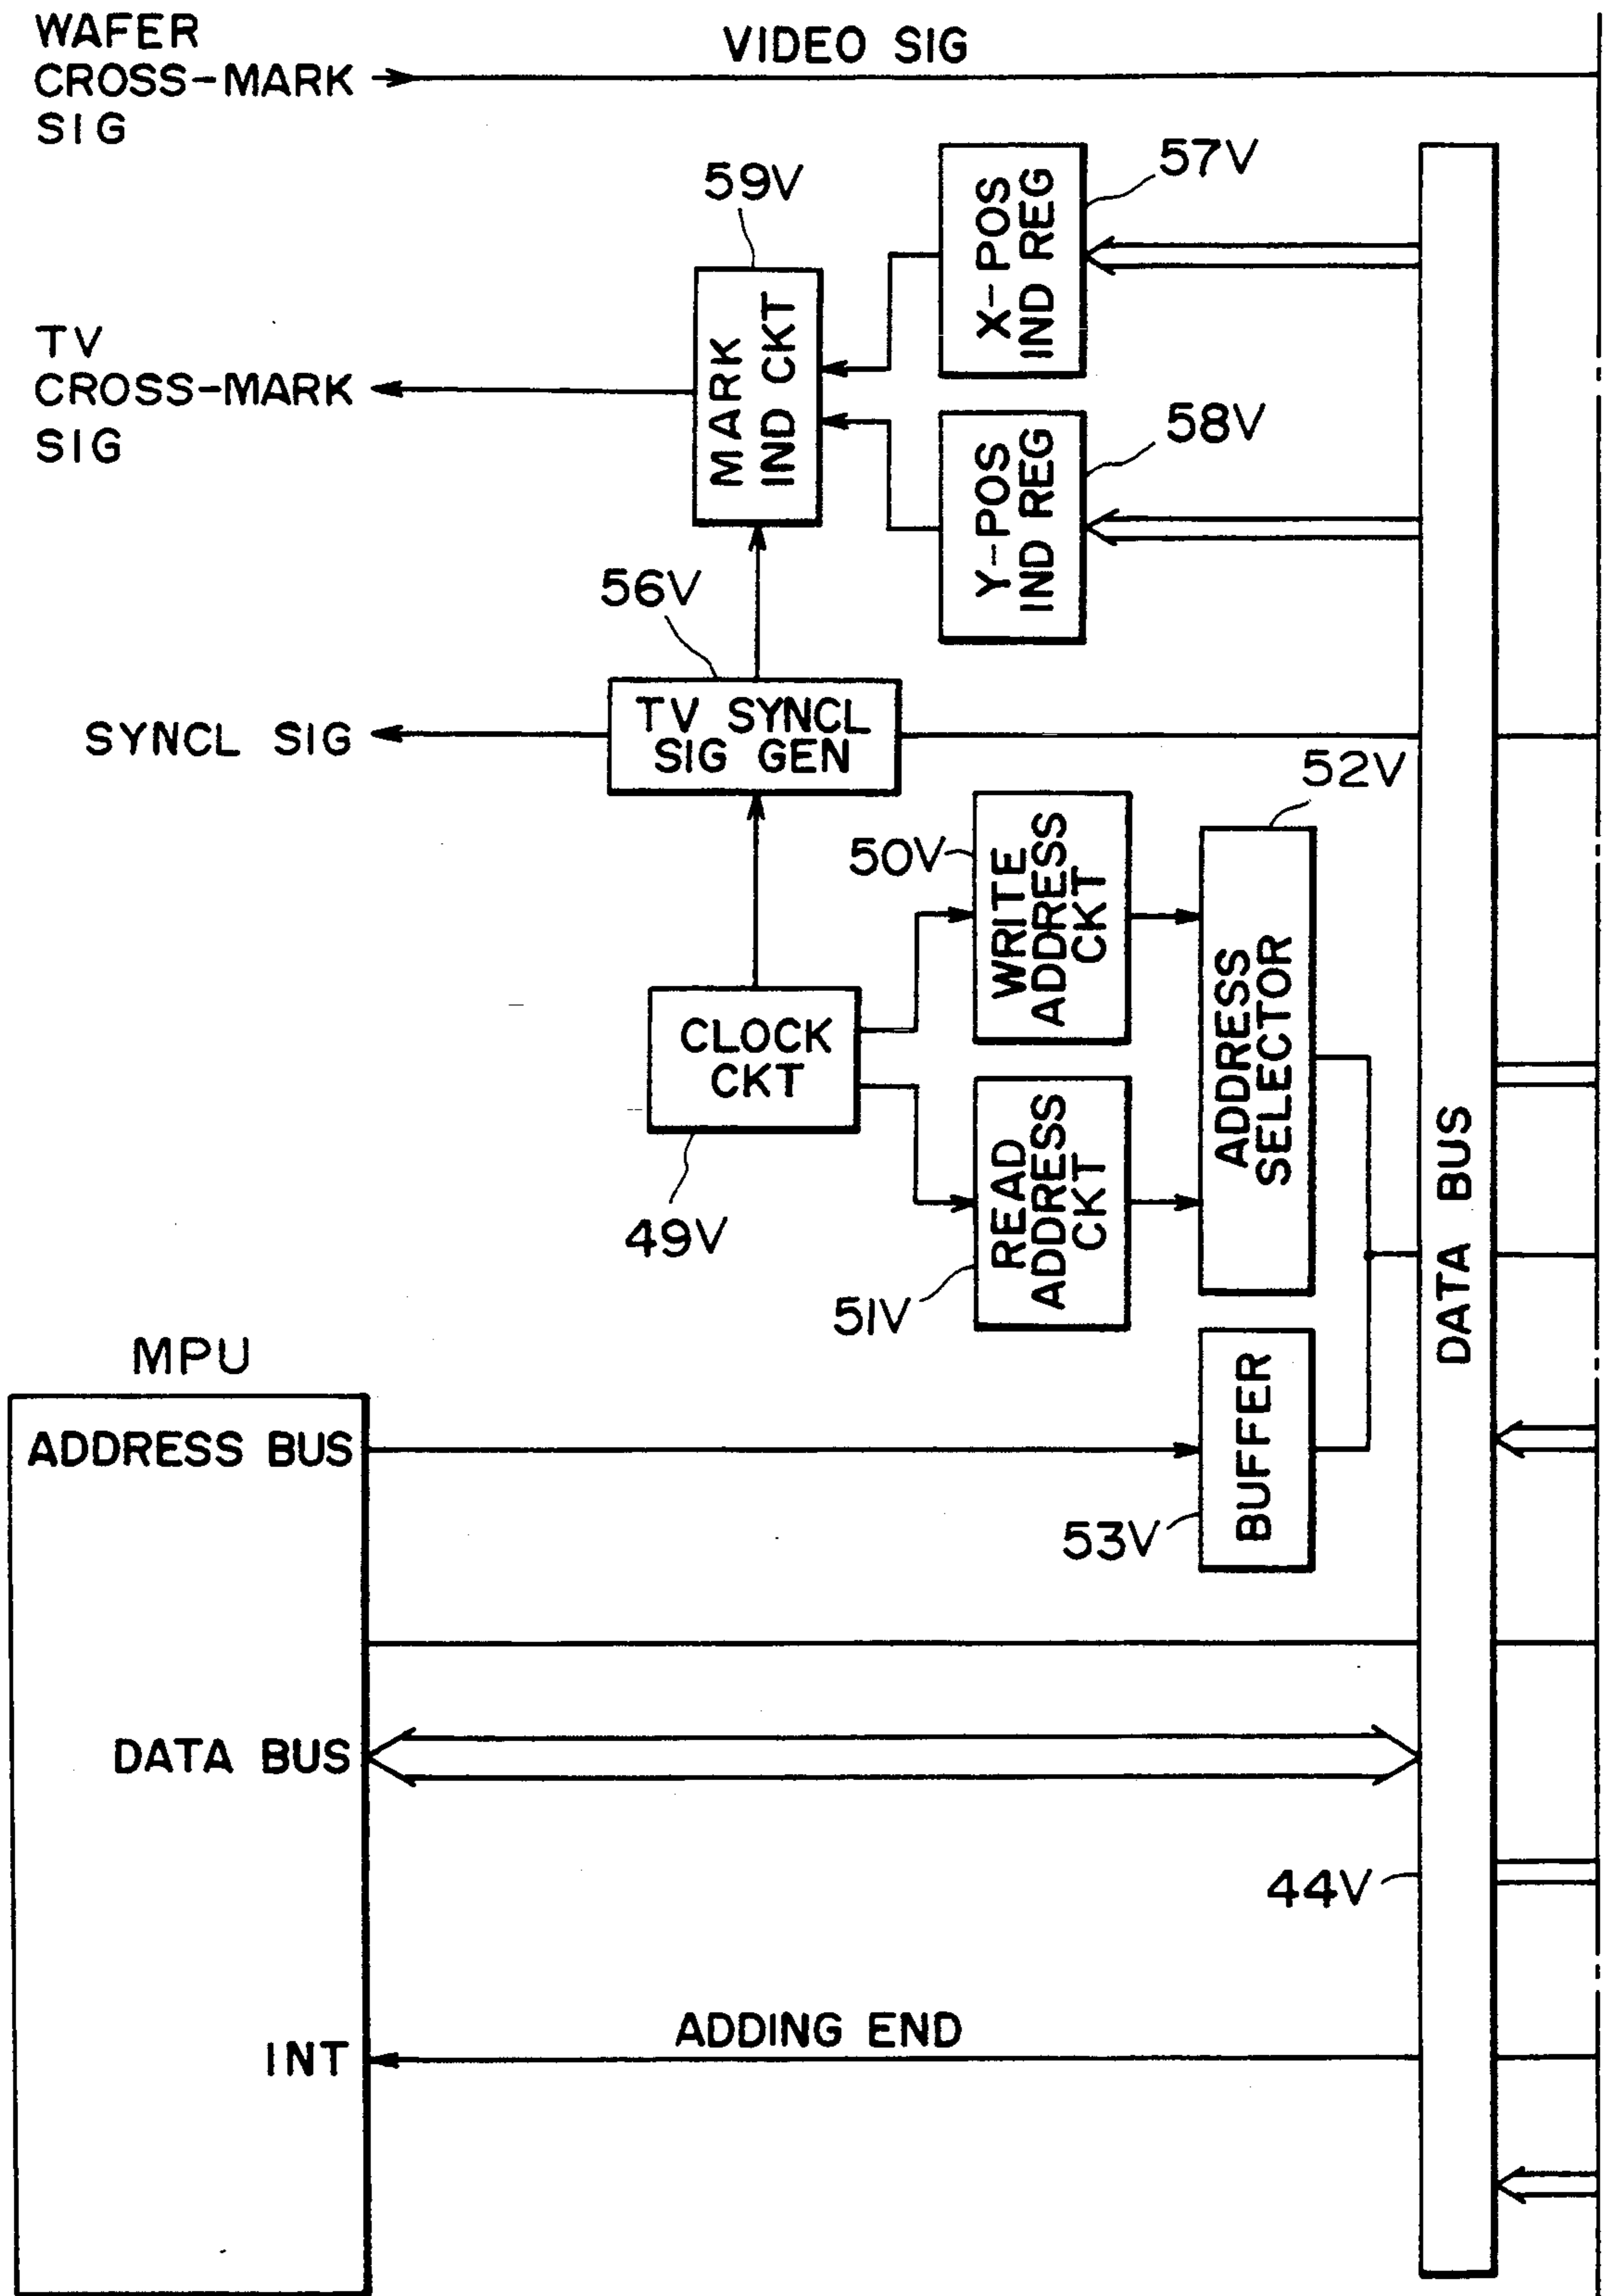 WAFER
CROSS-MARK
SIG
VIDEO SIG
57V
59V
X-POS
IND REG
MARK
IND CKT
TV
CROSS-MARK
SIG
58V
Y-POS
IND REG
56V
TV SYNCL
SIG GEN
SYNCL SIG
52V
50V
WRITE
ADDRESS
CKT
ADDRESS
SELECTOR
CLOCK
CKT
49V
READ
ADDRESS
CKT
51V
DATA BUS
MPU
ADDRESS BUS
BUFFER
53V
DATA BUS
44V
ADDING END
INT